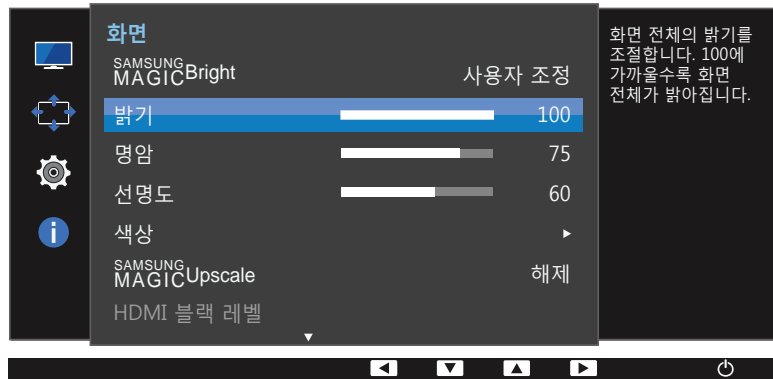 화면
SAMSUNG
MAGICBright 사용자 조정
밝기 100
명암 75
선명도 60
색상
SAMSUNG
MAGICUpscale 해제
HDMI 블랙 레벨
화면 전체의 밝기를
조절합니다. 100에
가까울수록 화면
전체가 밝아집니다.